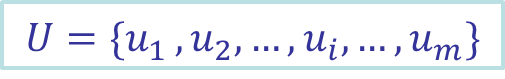 U = {u₁ , u₂, … , uᵢ, … , uₘ}